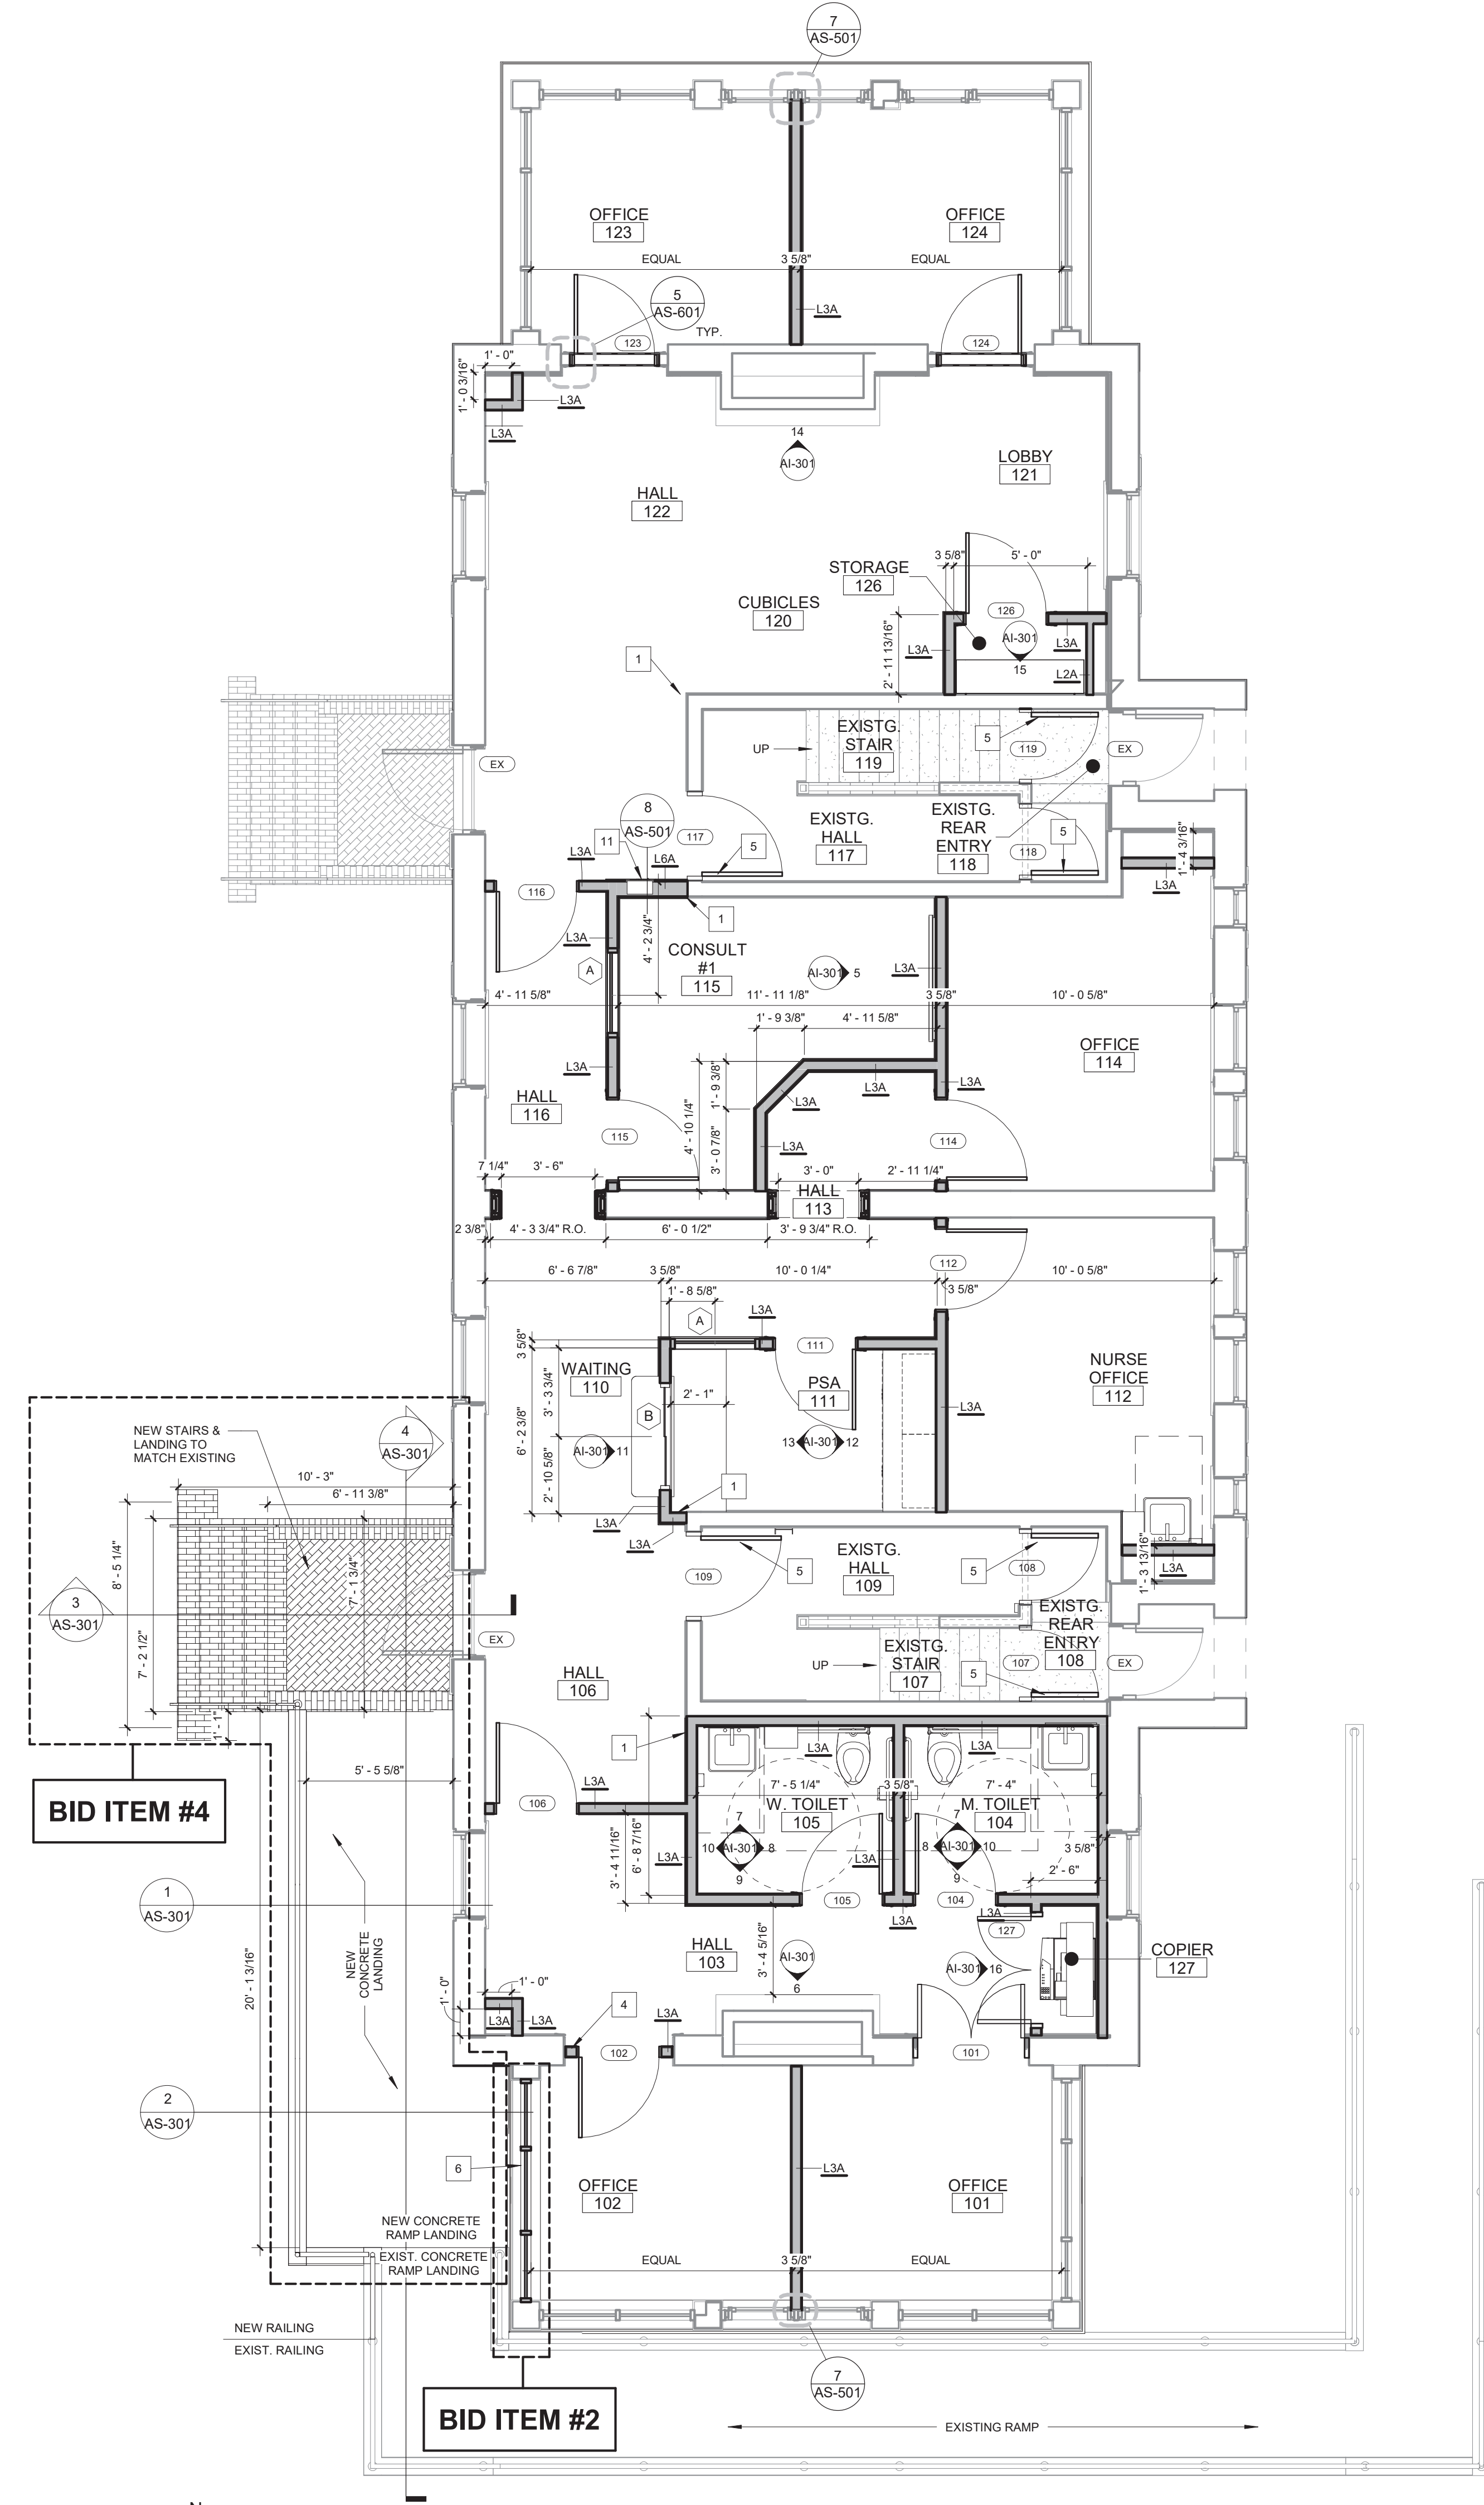 7
AS-501
OFFICE
123
OFFICE
124
EQUAL
3 5/8"
EQUAL
5
AS-601
TYP.
L3A
123
124
1' - 0"
1' - 0 3/16"
L3A
L3A
14
AI-301
LOBBY
121
HALL
122
STORAGE
126
3 5/8"
5' - 0"
CUBICLES
120
126
AI-301
15
L3A
L3A
L2A
2' - 11 13/16"
1
EXISTG.
STAIR
119
UP
5
119
EX
EX
8
AS-501
11
117
5
EXISTG.
HALL
117
EXISTG.
REAR
ENTRY
118
118
5
1' - 4 3/16"
L3A
L3A
L6A
116
1
L3A
4' - 2 3/4"
CONSULT
#1
115
AI-301
5
L3A
A
4' - 11 5/8"
11' - 11 1/8"
3 5/8"
10' - 0 5/8"
1' - 9 3/8"
4' - 11 5/8"
OFFICE
114
L3A
L3A
L3A
L3A
L3A
HALL
116
4' - 10 1/4"
1' - 9 3/8"
3' - 0 7/8"
115
114
7 1/4"
3' - 6"
3' - 0"
2' - 11 1/4"
HALL
113
2 3/8"
4' - 3 3/4" R.O.
6' - 0 1/2"
3' - 9 3/4" R.O.
112
6' - 6 7/8"
3 5/8"
10' - 0 1/4"
3 5/8"
10' - 0 5/8"
1' - 8 5/8"
L3A
A
111
3 5/8"
WAITING
110
PSA
111
NURSE
OFFICE
112
3' - 3 3/4"
6' - 2 3/8"
2' - 10 5/8"
B
2' - 1"
L3A
AI-301
11
13
AI-301
12
1
L3A
L3A
NEW STAIRS &
LANDING TO
MATCH EXISTING
4
AS-301
10' - 3"
6' - 11 3/8"
8' - 5 1/4"
7' - 1 3/4"
7' - 2 1/2"
1' - 1"
3
AS-301
EX
109
5
EXISTG.
HALL
109
5
108
1' - 3 13/16"
L3A
EXISTG.
REAR
ENTRY
108
EXISTG.
STAIR
107
UP
5
107
EX
HALL
106
BID ITEM #4
5' - 5 5/8"
1
L3A
L3A
7' - 5 1/4"
3 5/8"
7' - 4"
W. TOILET
105
M. TOILET
104
L3A
106
3' - 4 11/16"
6' - 8 7/16"
L3A
7
10
AI-301
8
9
L3A
7
8
AI-301
10
9
3 5/8"
2' - 6"
105
104
L3A
L3A
127
1
AS-301
HALL
103
3' - 4 5/16"
AI-301
6
AI-301
16
COPIER
127
NEW
CONCRETE
LANDING
20' - 1 3/16"
1' - 0"
1' - 0"
L3A
L3A
4
L3A
102
101
2
AS-301
6
L3A
OFFICE
102
OFFICE
101
NEW CONCRETE
RAMP LANDING
EXIST. CONCRETE
RAMP LANDING
EQUAL
3 5/8"
EQUAL
NEW RAILING
EXIST. RAILING
7
AS-501
BID ITEM #2
EXISTING RAMP